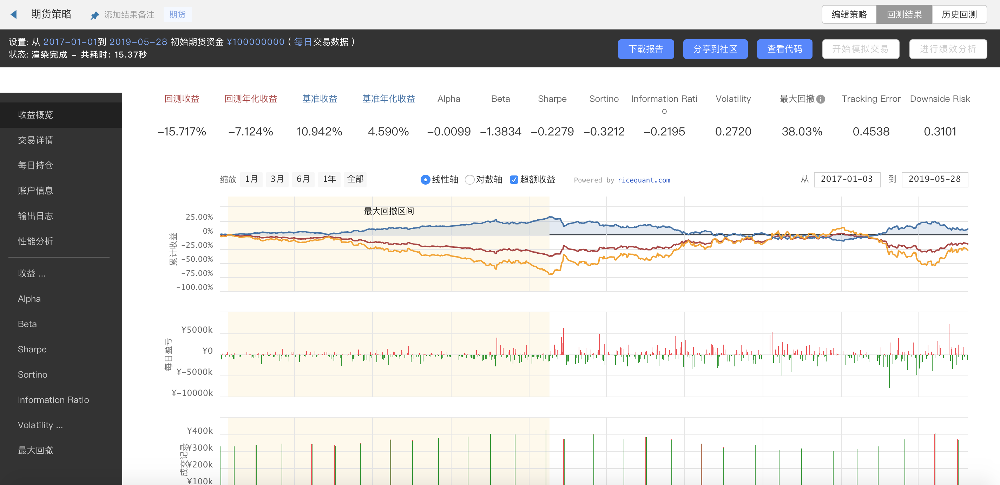 期货策略 添加结果备注 期货 编辑策略 回测结果 历史回测
设置: 从 2017-01-01到 2019-05-28 初始期货资金 ¥100000000 ( 每日交易数据 )
状态: 渲染完成 - 共耗时: 15.37秒
下载报告 分享到社区 查看代码 开始模拟交易 进行绩效分析
收益概览
交易详情
每日持仓
账户信息
输出日志
性能分析
收益 ...
Alpha
Beta
Sharpe
Sortino
Information Ratio
Volatility ...
最大回撤
回测收益 回测年化收益 基准收益 基准年化收益 Alpha Beta Sharpe Sortino Information Rati
o Volatility 最大回撤 i Tracking Error Downside Risk
-15.717% -7.124% 10.942% 4.590% -0.0099 -1.3834 -0.2279 -0.3212 -0.2195 0.2720 38.03% 0.4538 0.3101
缩放 1月 3月 6月 1年 全部 线性轴 对数轴 超额收益 Powered by ricequant.com 从 2017-01-03 到 2019-05-28
最大回撤区间
累计收益
25.00%
0%
-25.00%
-50.00%
-75.00%
-100.00%
每日盈亏
¥5000k
¥0
¥-5000k
¥-10000k
成交记录
¥400k
¥300k
¥200k
¥100k